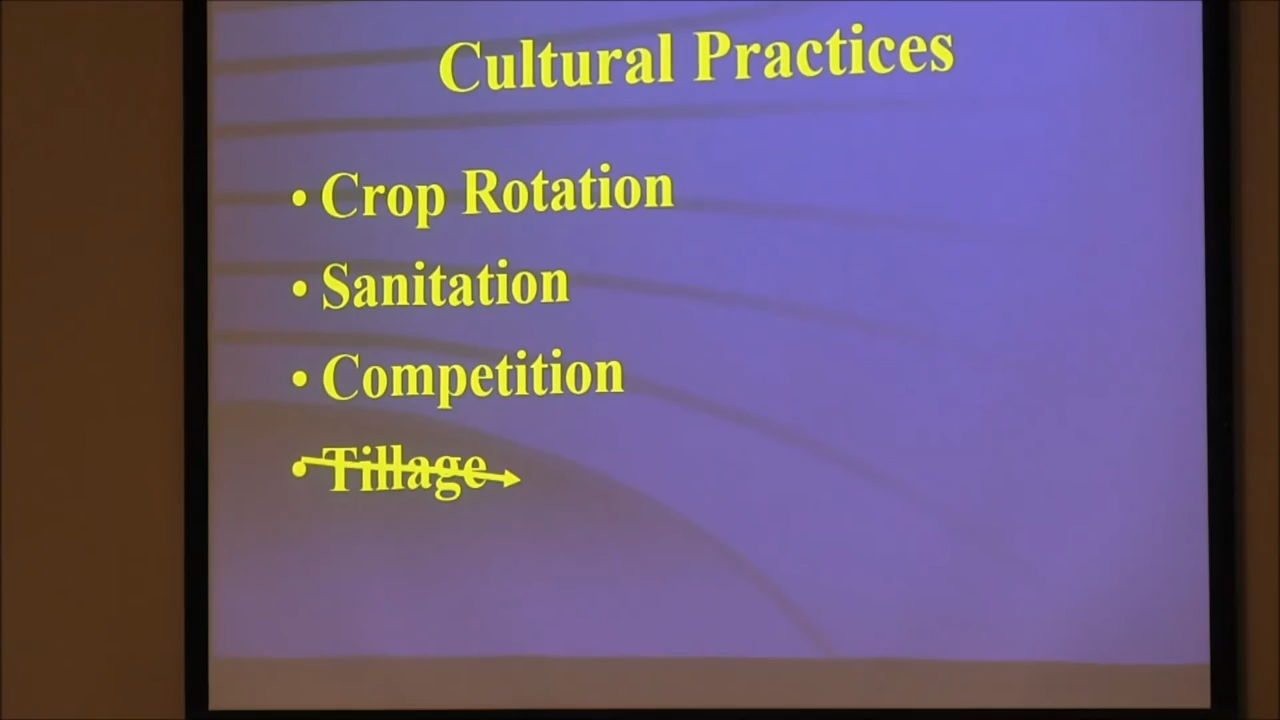 Cultural Practices
• Crop Rotation
• Sanitation
• Competition
• Tillage